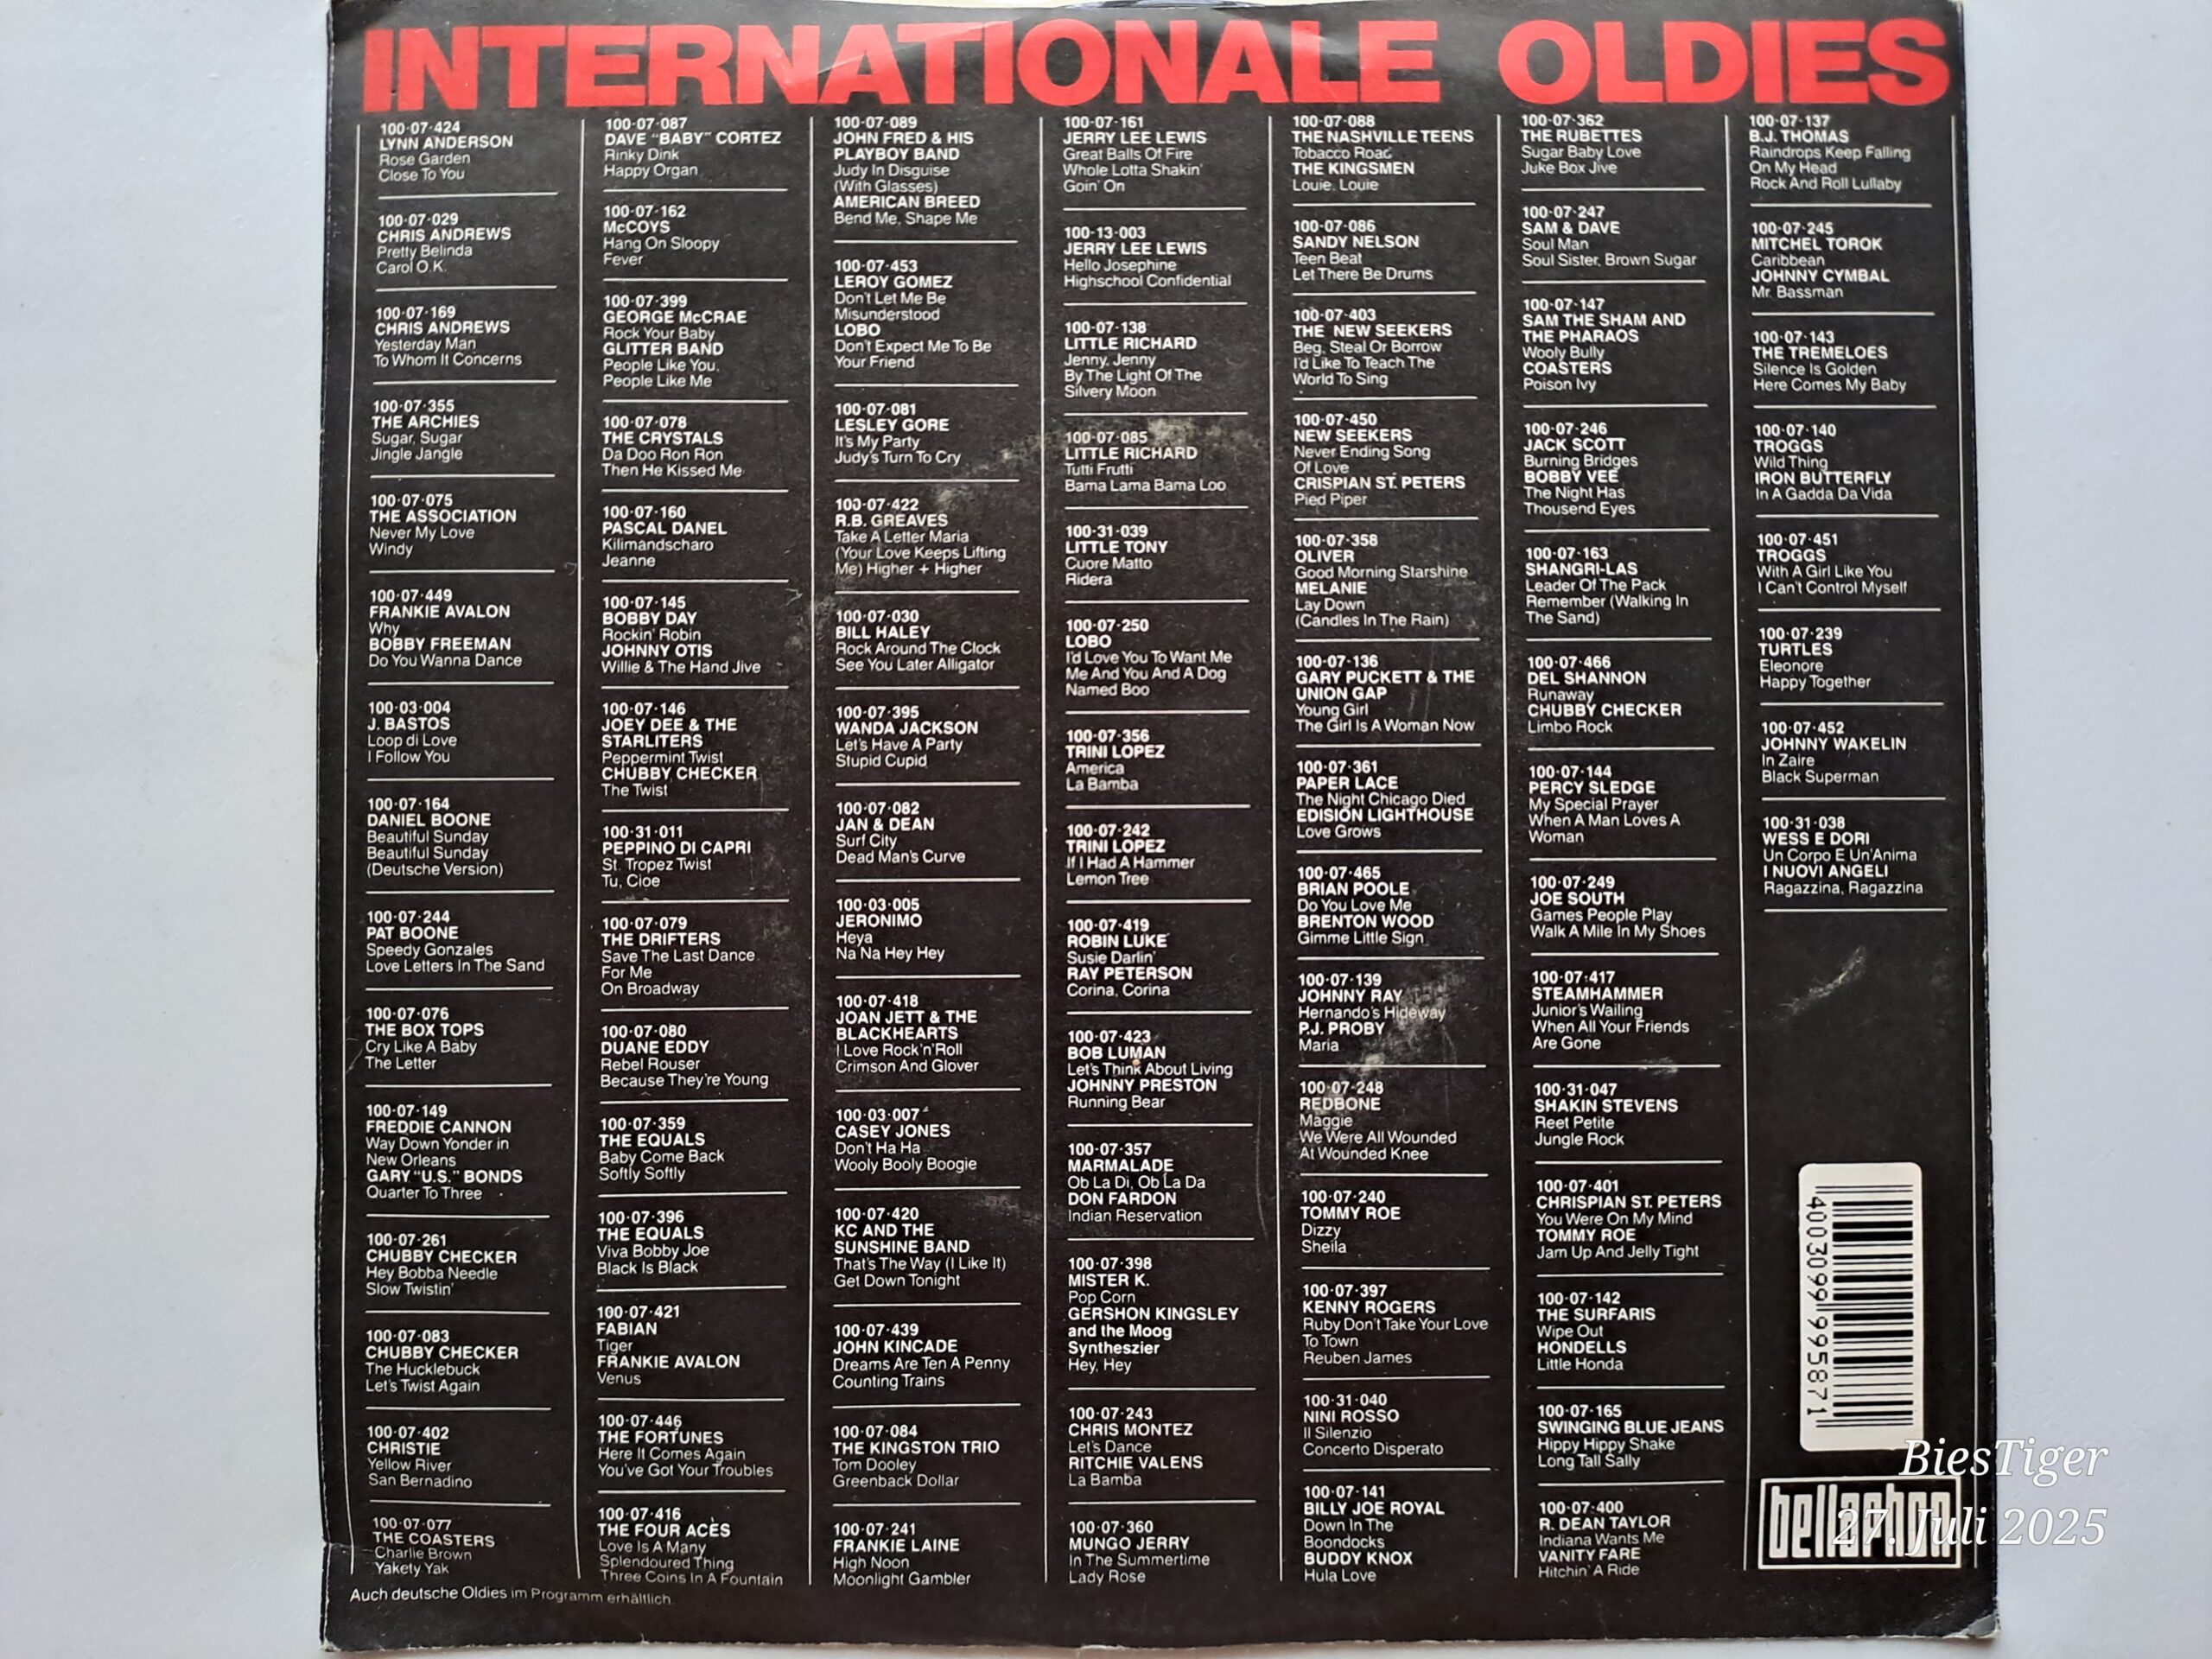 INTERNATIONALE OLDIES
100·07·424
LYNN ANDERSON
Rose Garden
Close To You
100·07·029
CHRIS ANDREWS
Pretty Belinda
Carol O.K.
100·07·169
CHRIS ANDREWS
Yesterday Man
To Whom It Concerns
100·07·355
THE ARCHIES
Sugar, Sugar
Jingle Jangle
100·07·075
THE ASSOCIATION
Never My Love
Windy
100·07·449
FRANKIE AVALON
Why
BOBBY FREEMAN
Do You Wanna Dance
100·03·004
J. BASTOS
Loop di Love
I Follow You
100·07·164
DANIEL BOONE
Beautiful Sunday
Beautiful Sunday
(Deutsche Version)
100·07·244
PAT BOONE
Speedy Gonzales
Love Letters In The Sand
100·07·076
THE BOX TOPS
Cry Like A Baby
The Letter
100·07·149
FREDDIE CANNON
Way Down Yonder in
New Orleans
GARY "U.S." BONDS
Quarter To Three
100·07·261
CHUBBY CHECKER
Hey Bobba Needle
Slow Twistin'
100·07·083
CHUBBY CHECKER
The Hucklebuck
Let's Twist Again
100·07·402
CHRISTIE
Yellow River
San Bernadino
100·07·077
THE COASTERS
Charlie Brown
Yakety Yak
100·07·087
DAVE "BABY" CORTEZ
Rinky Dink
Happy Organ
100·07·162
McCOYS
Hang On Sloopy
Fever
100·07·399
GEORGE McCRAE
Rock Your Baby
GLITTER BAND
People Like You,
People Like Me
100·07·078
THE CRYSTALS
Da Doo Ron Ron
Then He Kissed Me
100·07·160
PASCAL DANEL
Kilimandscharo
Jeanne
100·07·145
BOBBY DAY
Rockin' Robin
JOHNNY OTIS
Willie & The Hand Jive
100·07·146
JOEY DEE & THE
STARLITERS
Peppermint Twist
CHUBBY CHECKER
The Twist
100·31·011
PEPPINO DI CAPRI
St. Tropez Twist
Tu, Cioe
100·07·079
THE DRIFTERS
Save The Last Dance
For Me
On Broadway
100·07·080
DUANE EDDY
Rebel Rouser
Because They're Young
100·07·359
THE EQUALS
Baby Come Back
Softly Softly
100·07·396
THE EQUALS
Viva Bobby Joe
Black Is Black
100·07·421
FABIAN
Tiger
FRANKIE AVALON
Venus
100·07·446
THE FORTUNES
Here It Comes Again
You've Got Your Troubles
100·07·416
THE FOUR ACES
Love Is A Many
Splendoured Thing
Three Coins In A Fountain
100·07·089
JOHN FRED & HIS
PLAYBOY BAND
Judy In Disguise
(With Glasses)
AMERICAN BREED
Bend Me, Shape Me
100·07·453
LEROY GOMEZ
Don't Let Me Be
Misunderstood
LOBO
Don't Expect Me To Be
Your Friend
100·07·081
LESLEY GORE
It's My Party
Judy's Turn To Cry
100·07·422
R.B. GREAVES
Take A Letter Maria
(Your Love Keeps Lifting
Me) Higher + Higher
100·07·030
BILL HALEY
Rock Around The Clock
See You Later Alligator
100·07·395
WANDA JACKSON
Let's Have A Party
Stupid Cupid
100·07·082
JAN & DEAN
Surf City
Dead Man's Curve
100·03·005
JERONIMO
Heya
Na Na Hey Hey
100·07·418
JOAN JETT & THE
BLACKHEARTS
I Love Rock'n'Roll
Crimson And Glover
100·03·007
CASEY JONES
Don't Ha Ha
Wooly Booly Boogie
100·07·420
KC AND THE
SUNSHINE BAND
That's The Way (I Like It)
Get Down Tonight
100·07·439
JOHN KINCADE
Dreams Are Ten A Penny
Counting Trains
100·07·084
THE KINGSTON TRIO
Tom Dooley
Greenback Dollar
100·07·241
FRANKIE LAINE
High Noon
Moonlight Gambler
100·07·161
JERRY LEE LEWIS
Great Balls Of Fire
Whole Lotta Shakin'
Goin' On
100·13·003
JERRY LEE LEWIS
Hello Josephine
Highschool Confidential
100·07·138
LITTLE RICHARD
Jenny, Jenny
By The Light Of The
Silvery Moon
100·07·085
LITTLE RICHARD
Tutti Frutti
Bama Lama Bama Loo
100·31·039
LITTLE TONY
Cuore Matto
Ridera
100·07·250
LOBO
I'd Love You To Want Me
Me And You And A Dog
Named Boo
100·07·356
TRINI LOPEZ
America
La Bamba
100·07·242
TRINI LOPEZ
If I Had A Hammer
Lemon Tree
100·07·419
ROBIN LUKE
Susie Darlin'
RAY PETERSON
Corina, Corina
100·07·423
BOB LUMAN
Let's Think About Living
JOHNNY PRESTON
Running Bear
100·07·357
MARMALADE
Ob La Di, Ob La Da
DON FARDON
Indian Reservation
100·07·398
MISTER K.
Pop Corn
GERSHON KINGSLEY
and the Moog
Syntheszier
Hey, Hey
100·07·243
CHRIS MONTEZ
Let's Dance
RITCHIE VALENS
La Bamba
100·07·360
MUNGO JERRY
In The Summertime
Lady Rose
100·07·088
THE NASHVILLE TEENS
Tobacco Road
THE KINGSMEN
Louie, Louie
100·07·086
SANDY NELSON
Teen Beat
Let There Be Drums
100·07·403
THE NEW SEEKERS
Beg, Steal Or Borrow
I'd Like To Teach The
World To Sing
100·07·450
NEW SEEKERS
Never Ending Song
Of Love
CRISPIAN ST. PETERS
Pied Piper
100·07·358
OLIVER
Good Morning Starshine
MELANIE
Lay Down
(Candles In The Rain)
100·07·136
GARY PUCKETT & THE
UNION GAP
Young Girl
The Girl Is A Woman Now
100·07·361
PAPER LACE
The Night Chicago Died
EDISION LIGHTHOUSE
Love Grows
100·07·465
BRIAN POOLE
Do You Love Me
BRENTON WOOD
Gimme Little Sign
100·07·139
JOHNNY RAY
Hernando's Hideway
P.J. PROBY
Maria
100·07·248
REDBONE
Maggie
We Were All Wounded
At Wounded Knee
100·07·240
TOMMY ROE
Dizzy
Sheila
100·07·397
KENNY ROGERS
Ruby Don't Take Your Love
To Town
Reuben James
100·31·040
NINI ROSSO
Il Silenzio
Concerto Disperato
100·07·141
BILLY JOE ROYAL
Down In The
Boondocks
BUDDY KNOX
Hula Love
100·07·362
THE RUBETTES
Sugar Baby Love
Juke Box Jive
100·07·247
SAM & DAVE
Soul Man
Soul Sister, Brown Sugar
100·07·147
SAM THE SHAM AND
THE PHARAOS
Wooly Bully
COASTERS
Poison Ivy
100·07·246
JACK SCOTT
Burning Bridges
BOBBY VEE
The Night Has
Thousend Eyes
100·07·163
SHANGRI-LAS
Leader Of The Pack
Remember (Walking In
The Sand)
100·07·466
DEL SHANNON
Runaway
CHUBBY CHECKER
Limbo Rock
100·07·144
PERCY SLEDGE
My Special Prayer
When A Man Loves A
Woman
100·07·249
JOE SOUTH
Games People Play
Walk A Mile In My Shoes
100·07·417
STEAMHAMMER
Junior's Wailing
When All Your Friends
Are Gone
100·31·047
SHAKIN STEVENS
Reet Petite
Jungle Rock
100·07·401
CHRISPIAN ST. PETERS
You Were On My Mind
TOMMY ROE
Jam Up And Jelly Tight
100·07·142
THE SURFARIS
Wipe Out
HONDELLS
Little Honda
100·07·165
SWINGING BLUE JEANS
Hippy Hippy Shake
Long Tall Sally
100·07·400
R. DEAN TAYLOR
Indiana Wants Me
VANITY FARE
Hitchin' A Ride
100·07·137
B.J. THOMAS
Raindrops Keep Falling
On My Head
Rock And Roll Lullaby
100·07·245
MITCHEL TOROK
Caribbean
JOHNNY CYMBAL
Mr. Bassman
100·07·143
THE TREMELOES
Silence Is Golden
Here Comes My Baby
100·07·140
TROGGS
Wild Thing
IRON BUTTERFLY
In A Gadda Da Vida
100·07·451
TROGGS
With A Girl Like You
I Can't Control Myself
100·07·239
TURTLES
Eleonore
Happy Together
100·07·452
JOHNNY WAKELIN
In Zaire
Black Superman
100·31·038
WESS E DORI
Un Corpo E Un'Anima
I NUOVI ANGELI
Ragazzina, Ragazzina
4003099995871
bellaphon
BiesTiger
27. Juli 2025
Auch deutsche Oldies im Programm erhältlich.